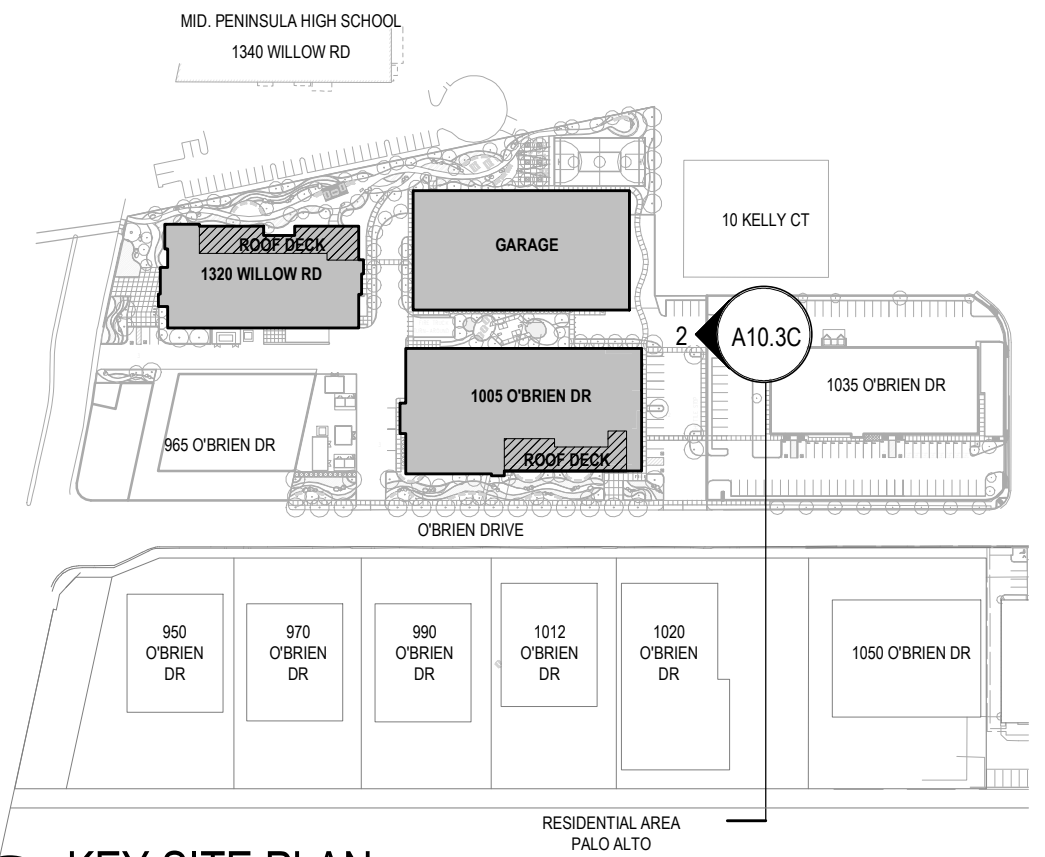 MID. PENINSULA HIGH SCHOOL
1340 WILLOW RD
10 KELLY CT
GARAGE
ROOF DECK
1320 WILLOW RD
2
A10.3C
1035 O'BRIEN DR
1005 O'BRIEN DR
965 O'BRIEN DR
ROOF DECK
O'BRIEN DRIVE
950
O'BRIEN
DR
970
O'BRIEN
DR
990
O'BRIEN
DR
1012
O'BRIEN
DR
1020
O'BRIEN
DR
1050 O'BRIEN DR
RESIDENTIAL AREA
PALO ALTO
KEY SITE PLAN